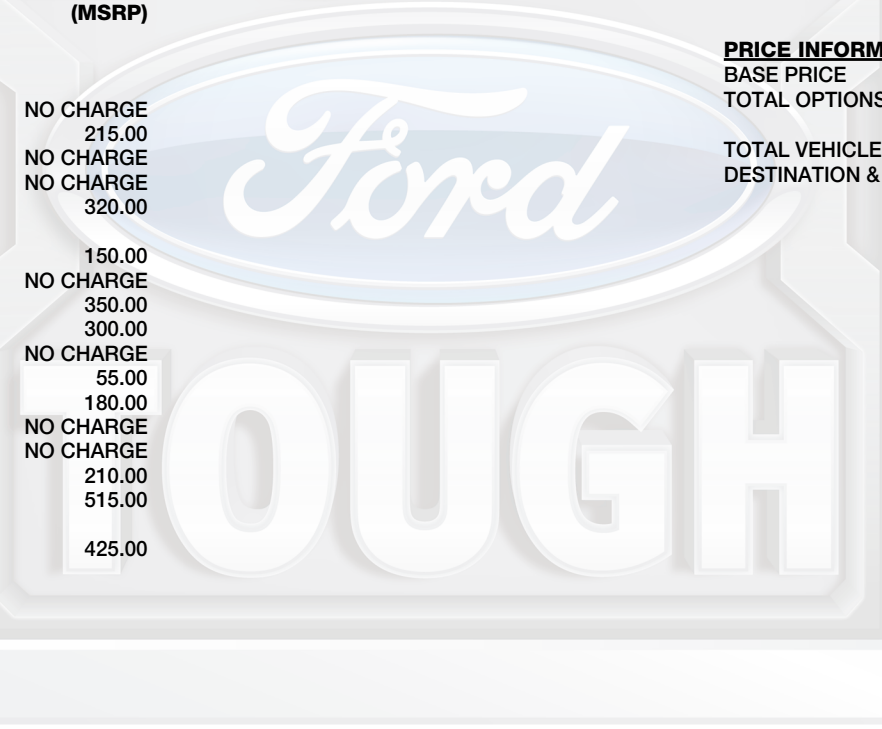 (MSRP)
NO CHARGE
215.00
NO CHARGE
NO CHARGE
320.00
150.00
NO CHARGE
350.00
300.00
NO CHARGE
55.00
180.00
NO CHARGE
NO CHARGE
210.00
515.00
425.00
PRICE INFORM
BASE PRICE
TOTAL OPTIONS
TOTAL VEHICLE
DESTINATION &
Ford
TOUGH